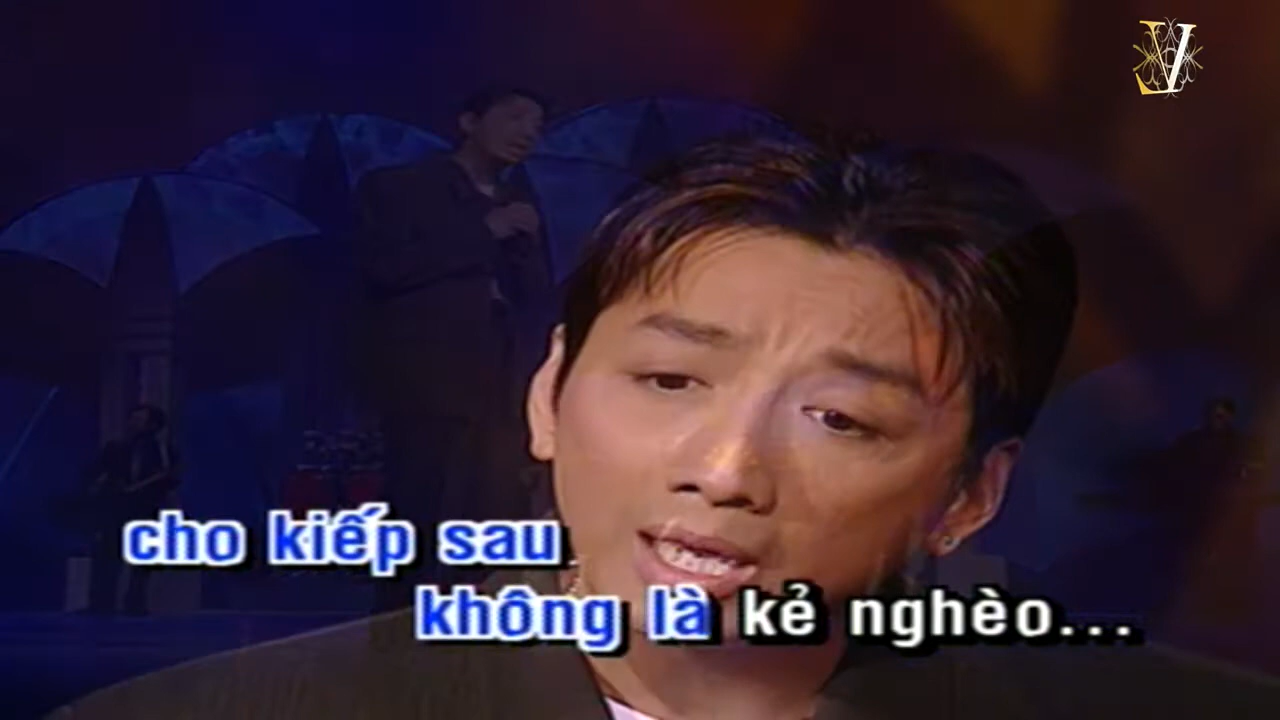 cho kiếp sau
không là kẻ nghèo...